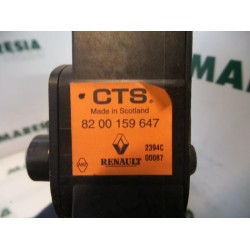 CTS.
Made in Scotland
82 00 159 647
RENAULT
2394C
00087